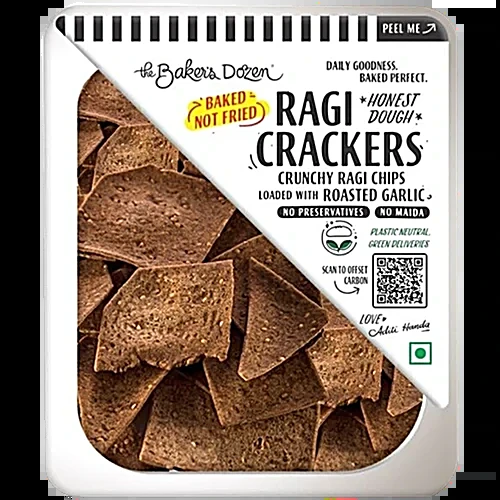 PEEL ME
the Baker's Dozen
DAILY GOODNESS.
BAKED PERFECT.
BAKED
NOT FRIED
RAGI
*HONEST
DOUGH*
CRACKERS
CRUNCHY RAGI CHIPS
LOADED WITH ROASTED GARLIC
NO PRESERVATIVES NO MAIDA
PLASTIC NEUTRAL,
GREEN DELIVERIES
SCAN TO OFFSET
CARBON
LOVE
Aditi Handa